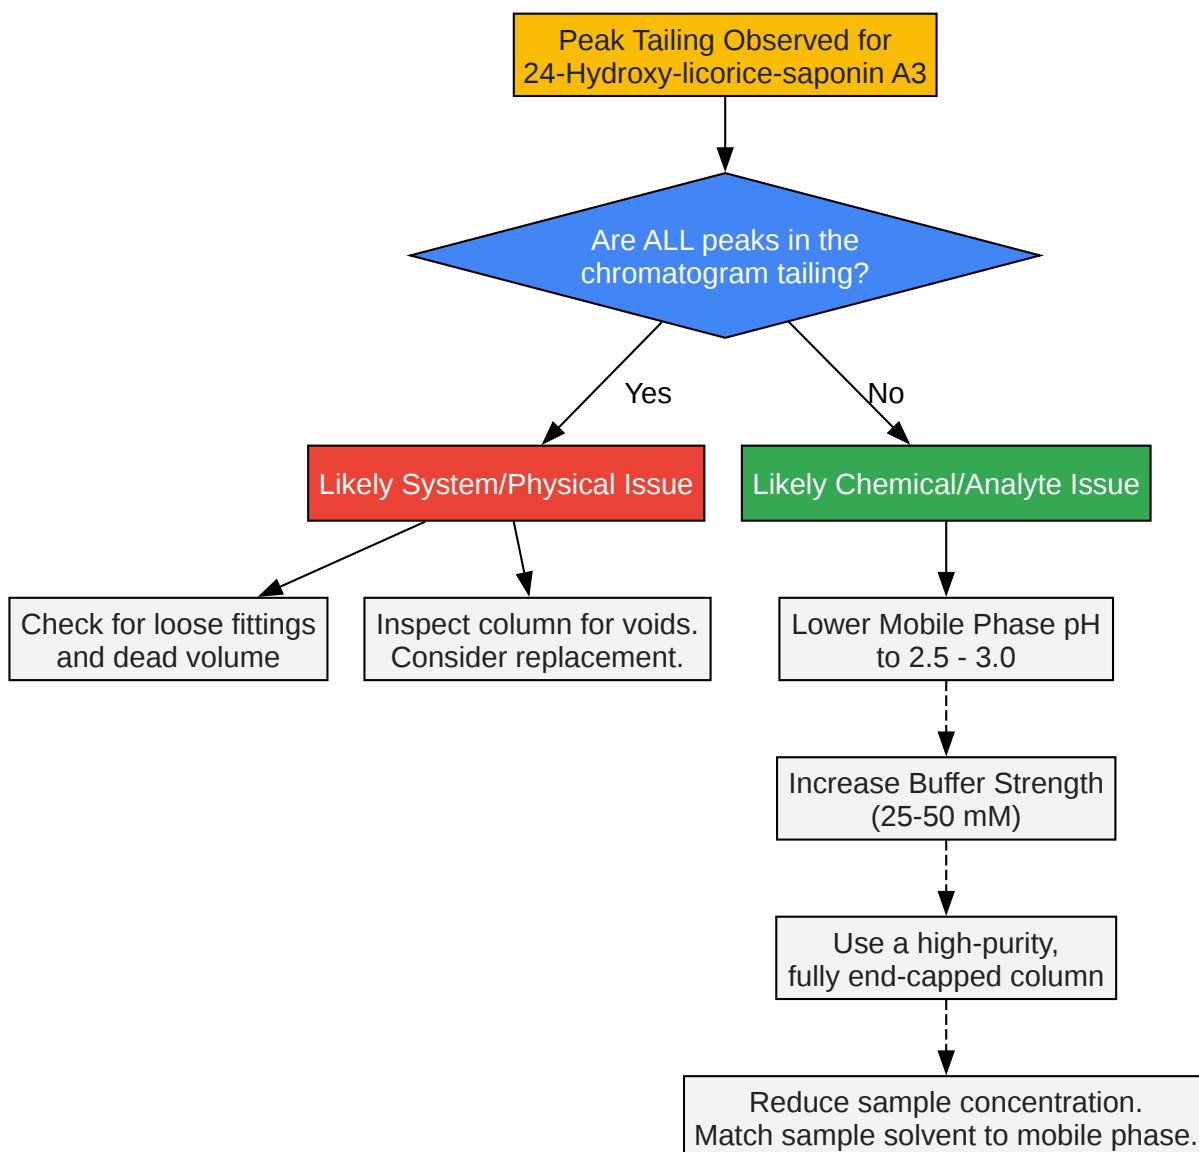 Peak Tailing Observed for
24-Hydroxy-licorice-saponin A3
Are ALL peaks in the
chromatogram tailing?
Yes
No
Likely System/Physical Issue
Likely Chemical/Analyte Issue
Check for loose fittings
and dead volume
Inspect column for voids.
Consider replacement.
Lower Mobile Phase pH
to 2.5 - 3.0
Increase Buffer Strength
(25-50 mM)
Use a high-purity,
fully end-capped column
Reduce sample concentration.
Match sample solvent to mobile phase.